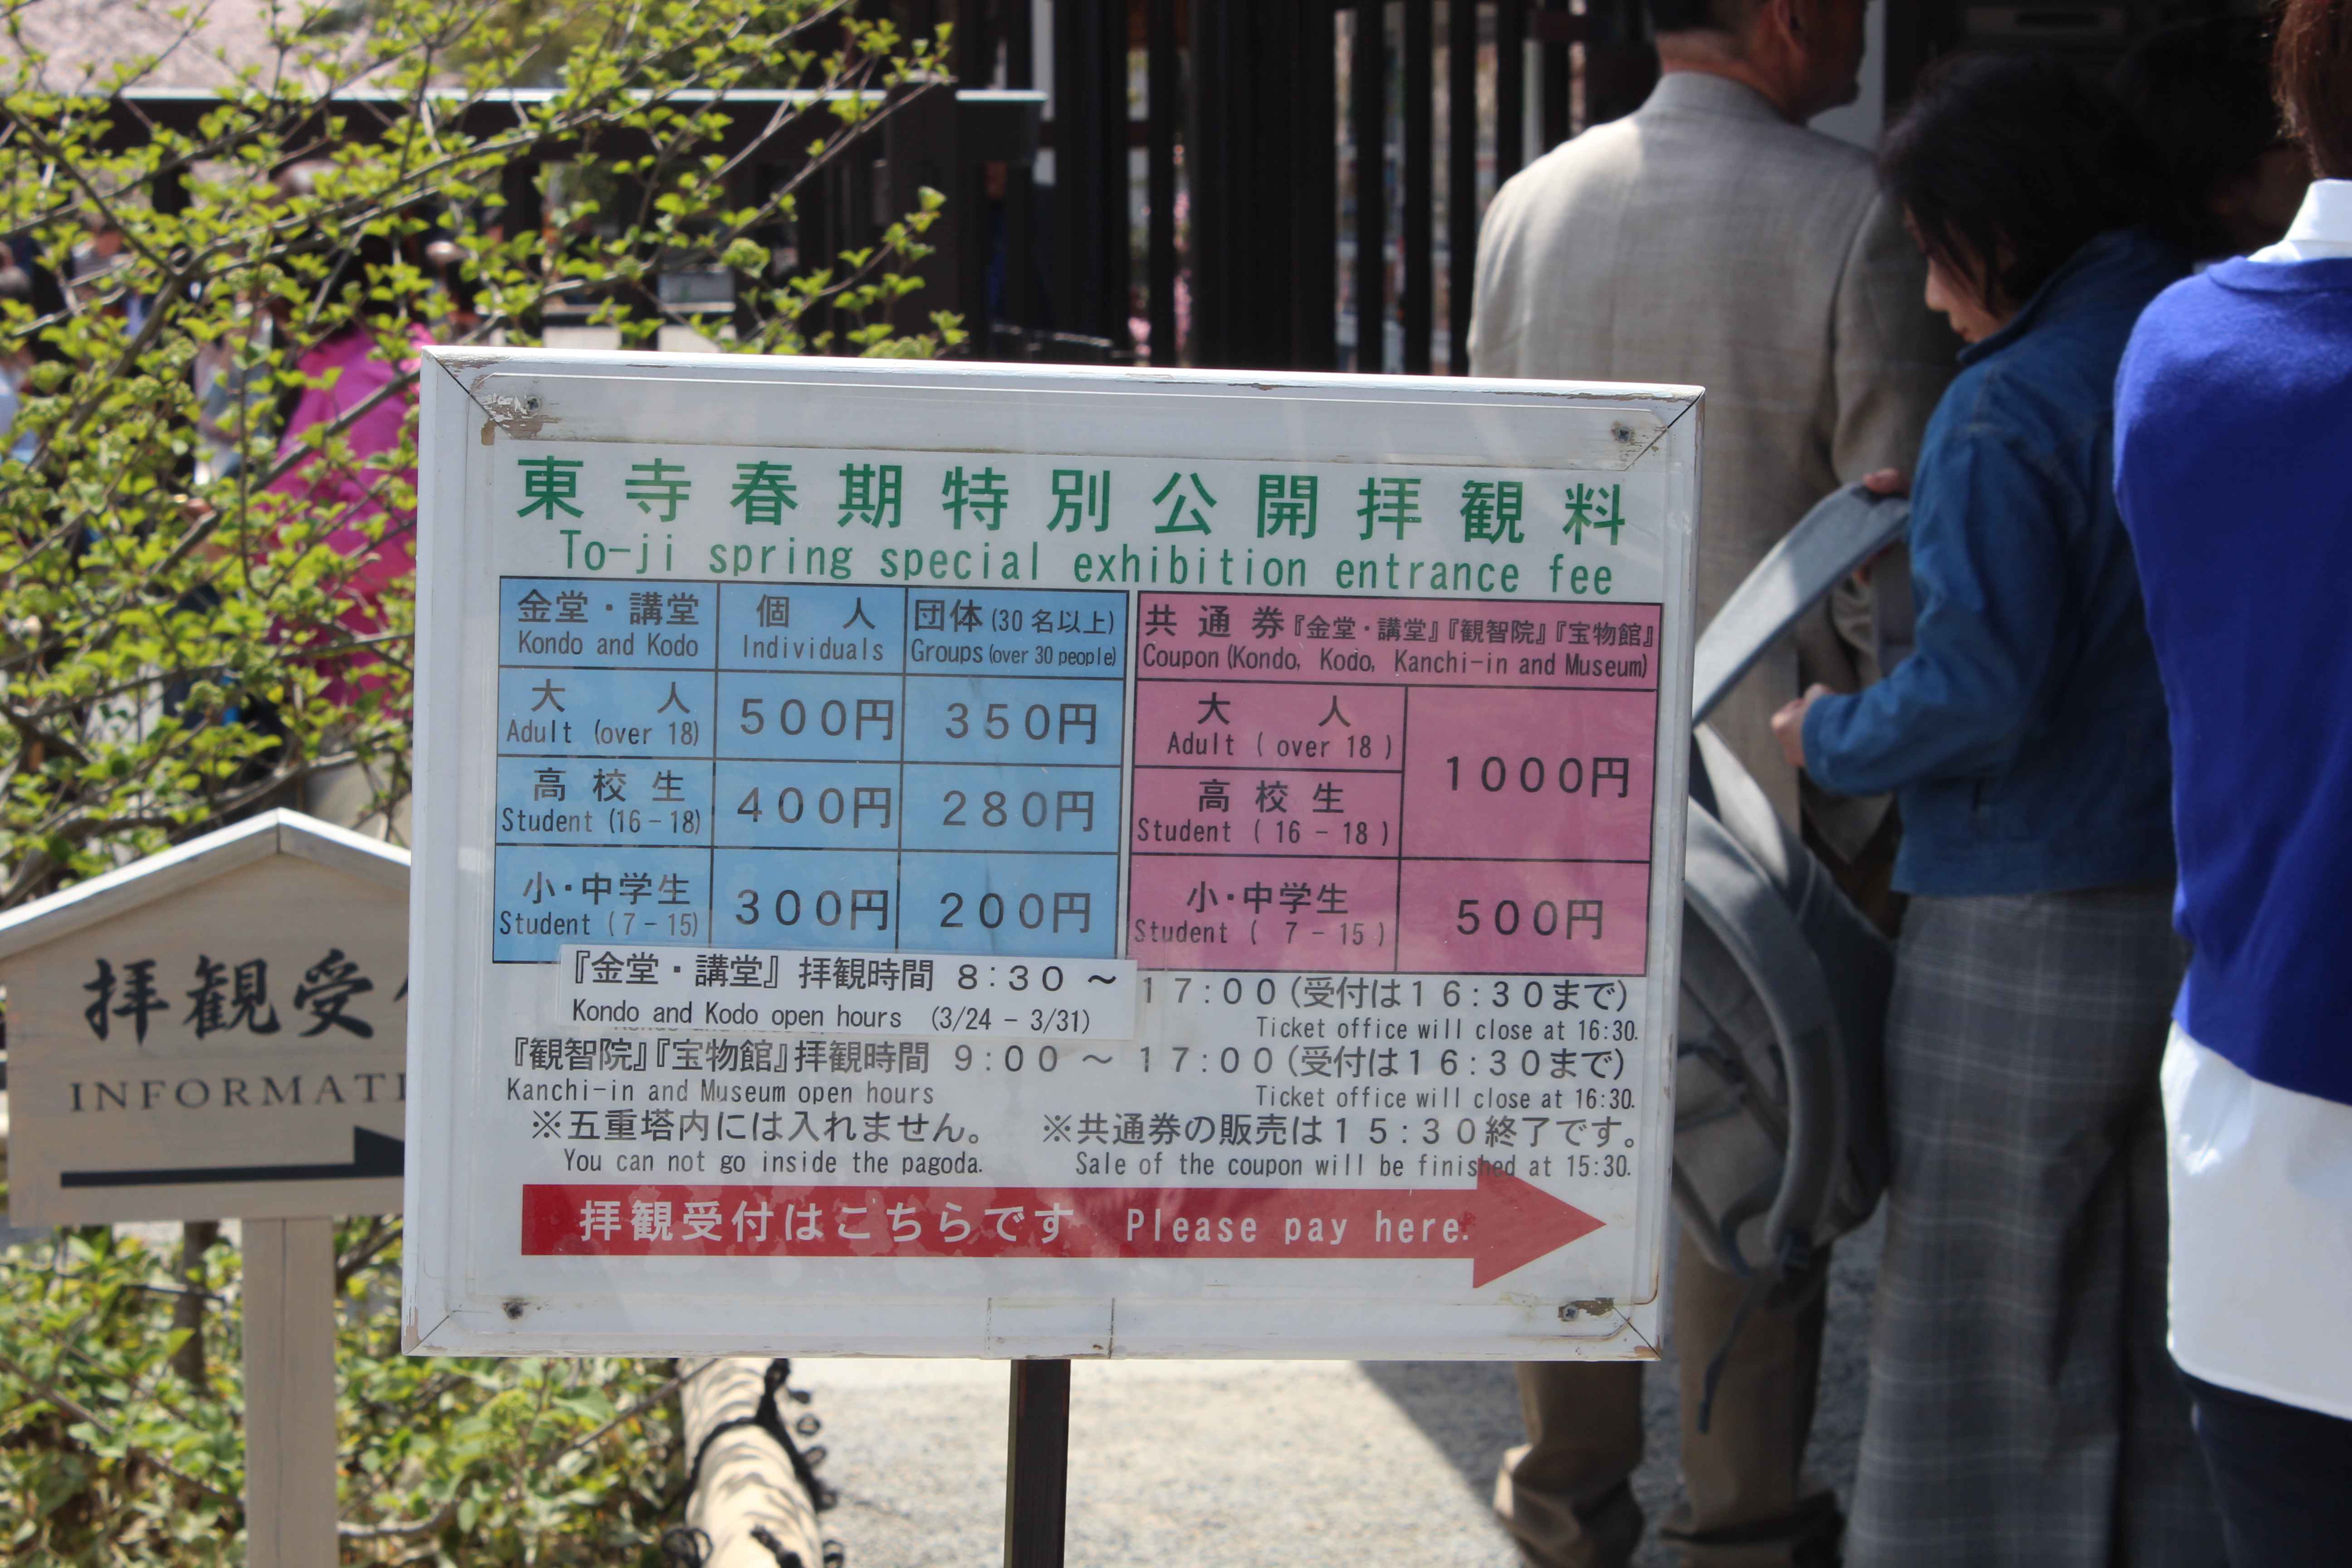 東寺春期特別公開拝観料
To-ji spring special exhibition entrance fee
金堂・講堂 個人 団体(30名以上)
Kondo and Kodo Individuals Groups (over 30 people)
大人 500円 350円
Adult (over 18)
高校生 400円 280円
Student (16-18)
小・中学生 300円 200円
Student (7-15)
共通券『金堂・講堂』『観智院』『宝物館』
Coupon (Kondo, Kodo, Kanchi-in and Museum)
大人
Adult (over 18)
1000円
高校生
Student (16-18)
小・中学生 500円
Student (7-15)
『金堂・講堂』拝観時間 8:30 ～ 17:00(受付は16:30まで)
Kondo and Kodo open hours (3/24 - 3/31) Ticket office will close at 16:30.
『観智院』『宝物館』拝観時間 9:00 ～ 17:00(受付は16:30まで)
Kanchi-in and Museum open hours Ticket office will close at 16:30.
※五重塔内には入れません。 ※共通券の販売は15:30終了です。
You can not go inside the pagoda. Sale of the coupon will be finished at 15:30.
拝観受付はこちらです Please pay here.
拝観受
INFORMATI